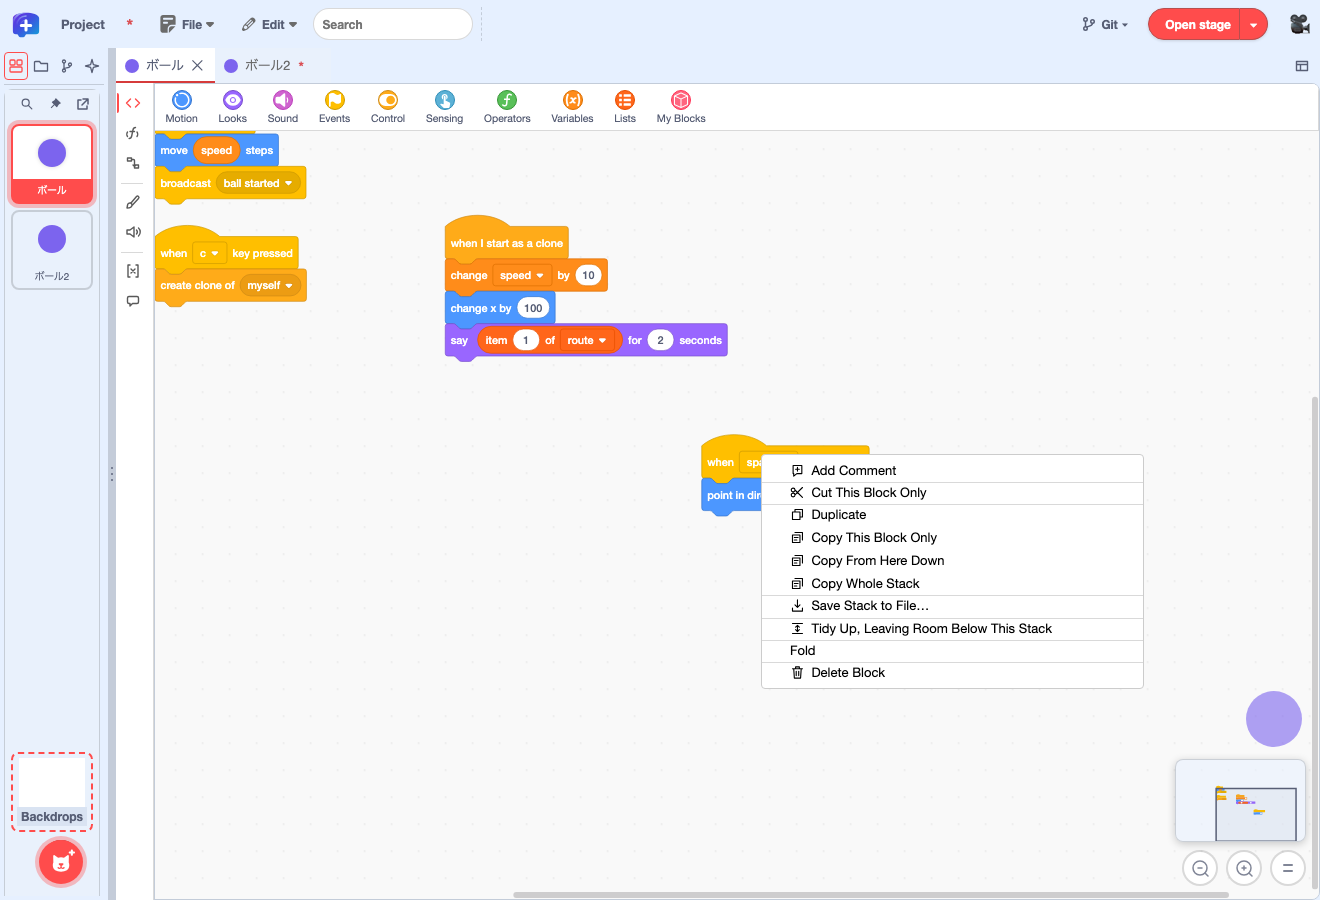 Project * File Edit Search Git Open stage
ボール ボール2 *
Motion Looks Sound Events Control Sensing Operators Variables Lists My Blocks
move speed steps
broadcast ball started
ボール
when c key pressed
create clone of myself
ボール2
when I start as a clone
change speed by 10
change x by 100
say item 1 of route for 2 seconds
when
point in
Add Comment
Cut This Block Only
Duplicate
Copy This Block Only
Copy From Here Down
Copy Whole Stack
Save Stack to File…
Tidy Up, Leaving Room Below This Stack
Fold
Delete Block
Backdrops